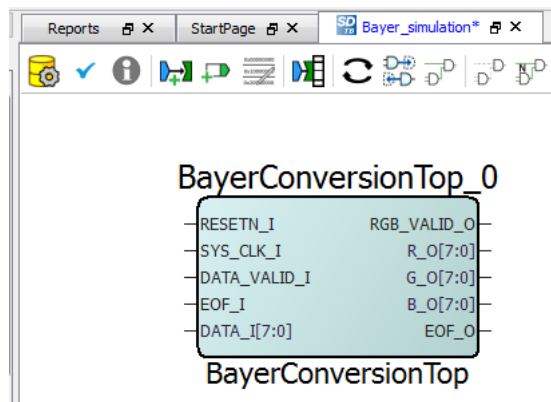 Reports StartPage SD TB Bayer_simulation*
BayerConversionTop_0
RESETN_I RGB_VALID_O
SYS_CLK_I R_O[7:0]
DATA_VALID_I G_O[7:0]
EOF_I B_O[7:0]
DATA_I[7:0] EOF_O
BayerConversionTop